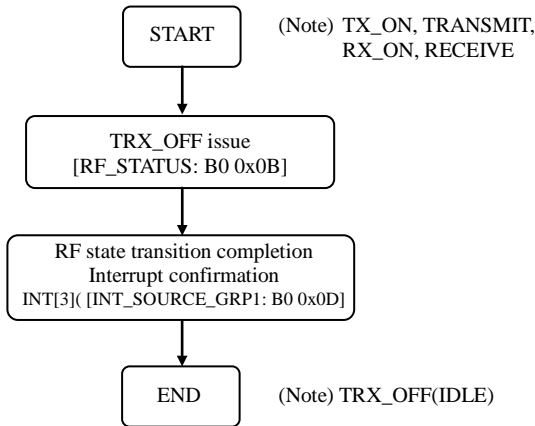 START
(Note) TX_ON, TRANSMIT,
RX_ON, RECEIVE
TRX_OFF issue
[RF_STATUS: B0 0x0B]
RF state transition completion
Interrupt confirmation
INT[3]( [INT_SOURCE_GRP1: B0 0x0D]
END
(Note) TRX_OFF(IDLE)